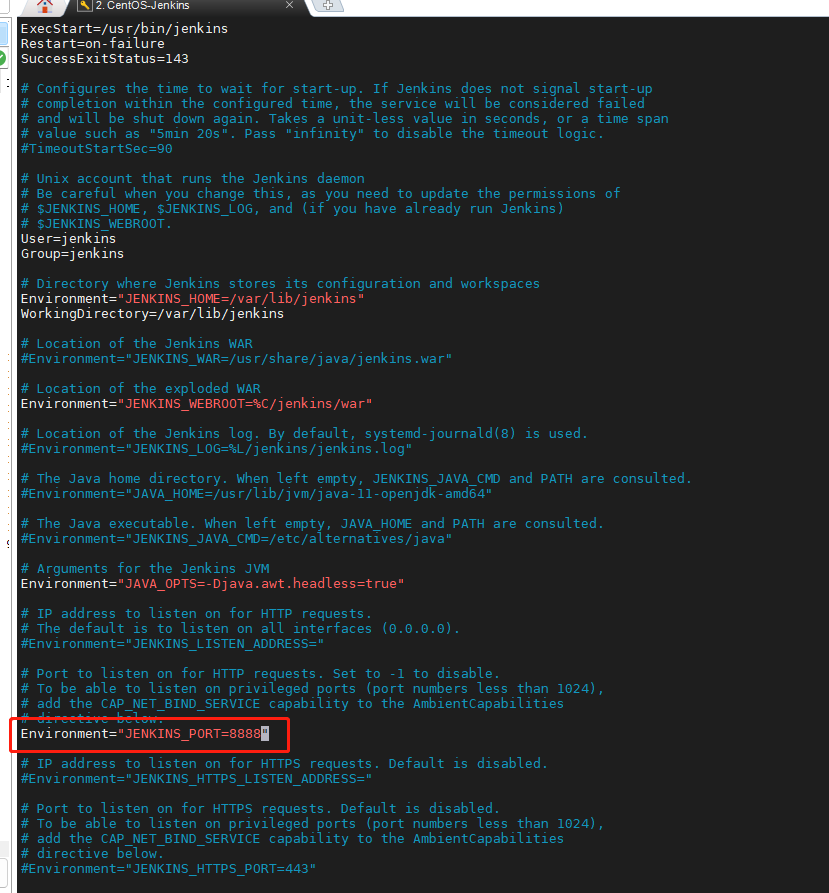 2. CentOS-Jenkins
ExecStart=/usr/bin/jenkins
Restart=on-failure
SuccessExitStatus=143
# Configures the time to wait for start-up. If Jenkins does not signal start-up
# completion within the configured time, the service will be considered failed
# and will be shut down again. Takes a unit-less value in seconds, or a time span
# value such as "5min 20s". Pass "infinity" to disable the timeout logic.
#TimeoutStartSec=90
# Unix account that runs the Jenkins daemon
# Be careful when you change this, as you need to update the permissions of
# $JENKINS_HOME, $JENKINS_LOG, and (if you have already run Jenkins)
# $JENKINS_WEBROOT.
User=jenkins
Group=jenkins
# Directory where Jenkins stores its configuration and workspaces
Environment="JENKINS_HOME=/var/lib/jenkins"
WorkingDirectory=/var/lib/jenkins
# Location of the Jenkins WAR
#Environment="JENKINS_WAR=/usr/share/java/jenkins.war"
# Location of the exploded WAR
Environment="JENKINS_WEBROOT=%C/jenkins/war"
# Location of the Jenkins log. By default, systemd-journald(8) is used.
#Environment="JENKINS_LOG=%L/jenkins/jenkins.log"
# The Java home directory. When left empty, JENKINS_JAVA_CMD and PATH are consulted.
#Environment="JAVA_HOME=/usr/lib/jvm/java-11-openjdk-amd64"
# The Java executable. When left empty, JAVA_HOME and PATH are consulted.
#Environment="JENKINS_JAVA_CMD=/etc/alternatives/java"
# Arguments for the Jenkins JVM
Environment="JAVA_OPTS=-Djava.awt.headless=true"
# IP address to listen on for HTTP requests.
# The default is to listen on all interfaces (0.0.0.0).
#Environment="JENKINS_LISTEN_ADDRESS="
# Port to listen on for HTTP requests. Set to -1 to disable.
# To be able to listen on privileged ports (port numbers less than 1024),
# add the CAP_NET_BIND_SERVICE capability to the AmbientCapabilities
# directive below.
Environment="JENKINS_PORT=8888"
# IP address to listen on for HTTPS requests. Default is disabled.
#Environment="JENKINS_HTTPS_LISTEN_ADDRESS="
# Port to listen on for HTTPS requests. Default is disabled.
# To be able to listen on privileged ports (port numbers less than 1024),
# add the CAP_NET_BIND_SERVICE capability to the AmbientCapabilities
# directive below.
#Environment="JENKINS_HTTPS_PORT=443"